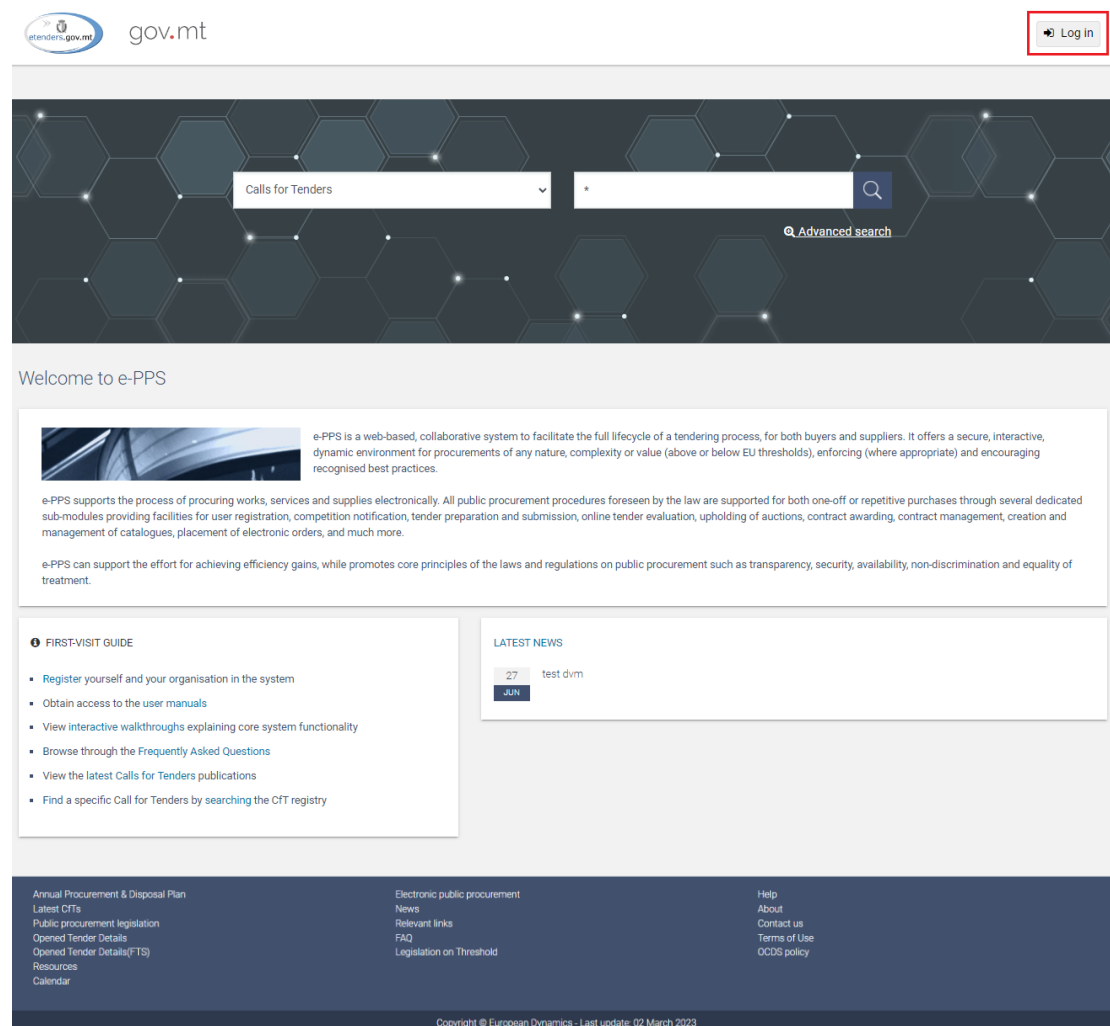 etenders.gov.mt
gov.mt
Log in
Calls for Tenders
*
Advanced search
Welcome to e-PPS
e-PPS is a web-based, collaborative system to facilitate the full lifecycle of a tendering process, for both buyers and suppliers. It offers a secure, interactive,
dynamic environment for procurements of any nature, complexity or value (above or below EU thresholds), enforcing (where appropriate) and encouraging
recognised best practices.
e-PPS supports the process of procuring works, services and supplies electronically. All public procurement procedures foreseen by the law are supported for both one-off or repetitive purchases through several dedicated
sub-modules providing facilities for user registration, competition notification, tender preparation and submission, online tender evaluation, upholding of auctions, contract awarding, contract management, creation and
management of catalogues, placement of electronic orders, and much more.
e-PPS can support the effort for achieving efficiency gains, while promotes core principles of the laws and regulations on public procurement such as transparency, security, availability, non-discrimination and equality of
treatment.
FIRST-VISIT GUIDE
Register yourself and your organisation in the system
Obtain access to the user manuals
View interactive walkthroughs explaining core system functionality
Browse through the Frequently Asked Questions
View the latest Calls for Tenders publications
Find a specific Call for Tenders by searching the CfT registry
LATEST NEWS
27
JUN
test dvm
Annual Procurement & Disposal Plan
Latest CfTs
Public procurement legislation
Opened Tender Details
Opened Tender Details(FTS)
Resources
Calendar
Electronic public procurement
News
Relevant links
FAQ
Legislation on Threshold
Help
About
Contact us
Terms of Use
OCDS policy
Copyright © European Dynamics - Last update: 02 March 2023